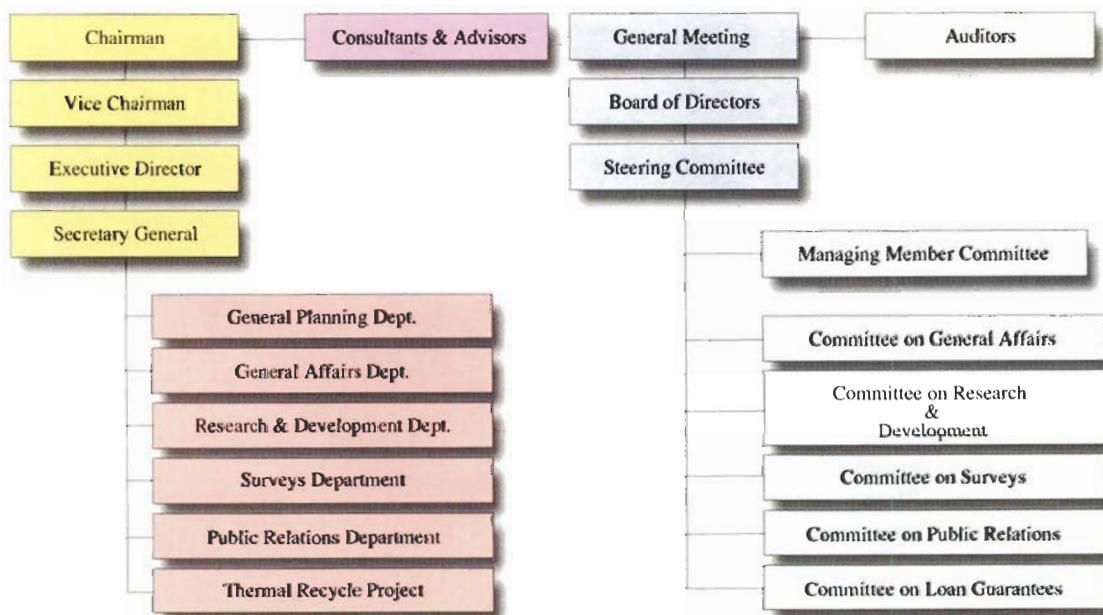 Chairman
Consultants & Advisors
General Meeting
Auditors
Vice Chairman
Board of Directors
Executive Director
Steering Committee
Secretary General
Managing Member Committee
General Planning Dept.
Committee on General Affairs
General Affairs Dept.
Committee on Research
&
Development
Research & Development Dept.
Surveys Department
Committee on Surveys
Public Relations Department
Committee on Public Relations
Thermal Recycle Project
Committee on Loan Guarantees